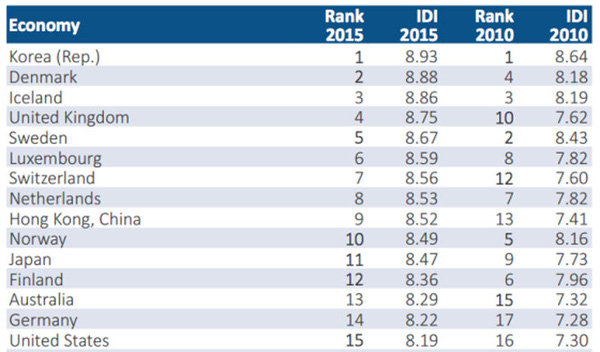 Economy Rank 2015 IDI 2015 Rank 2010 IDI 2010
Korea (Rep.) 1 8.93 1 8.64
Denmark 2 8.88 4 8.18
Iceland 3 8.86 3 8.19
United Kingdom 4 8.75 10 7.62
Sweden 5 8.67 2 8.43
Luxembourg 6 8.59 8 7.82
Switzerland 7 8.56 12 7.60
Netherlands 8 8.53 7 7.82
Hong Kong, China 9 8.52 13 7.41
Norway 10 8.49 5 8.16
Japan 11 8.47 9 7.73
Finland 12 8.36 6 7.96
Australia 13 8.29 15 7.32
Germany 14 8.22 17 7.28
United States 15 8.19 16 7.30